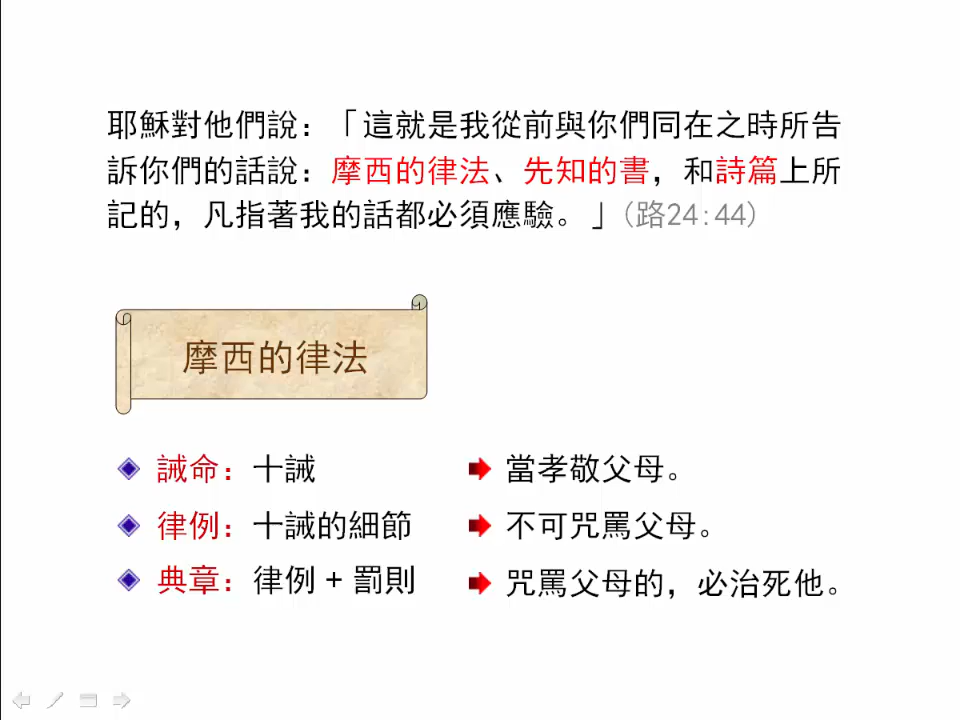 耶穌對他們說：「這就是我從前與你們同在之時所告
訴你們的話說：摩西的律法、先知的書，和詩篇上所
記的，凡指著我的話都必須應驗。」(路24:44)
摩西的律法
誡命：十誡
當孝敬父母。
律例：十誡的細節
不可咒罵父母。
典章：律例 + 罰則
咒罵父母的，必治死他。